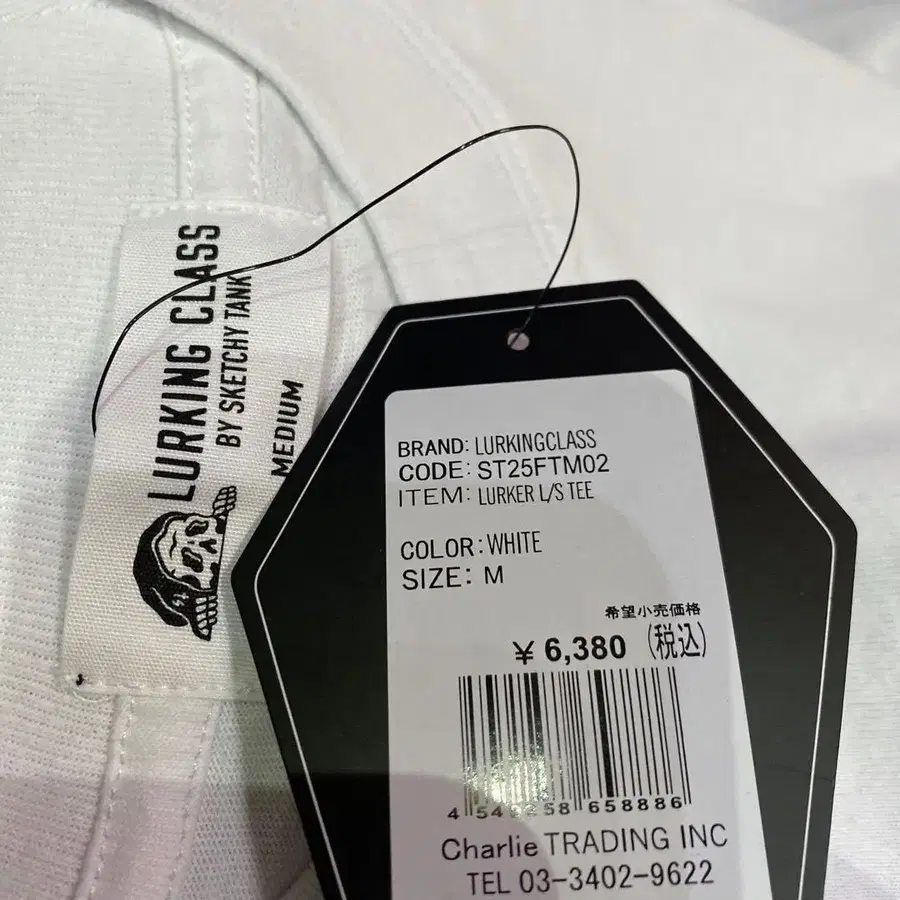 LURKING CLASS
BY SKETCHY TANK
MEDIUM
BRAND: LURKINGCLASS
CODE: ST25FTM02
ITEM: LURKER L/S TEE
COLOR: WHITE
SIZE: M
希望小売価格
¥ 6,380 (税込)
658886
Charlie TRADING INC
TEL 03-3402-9622